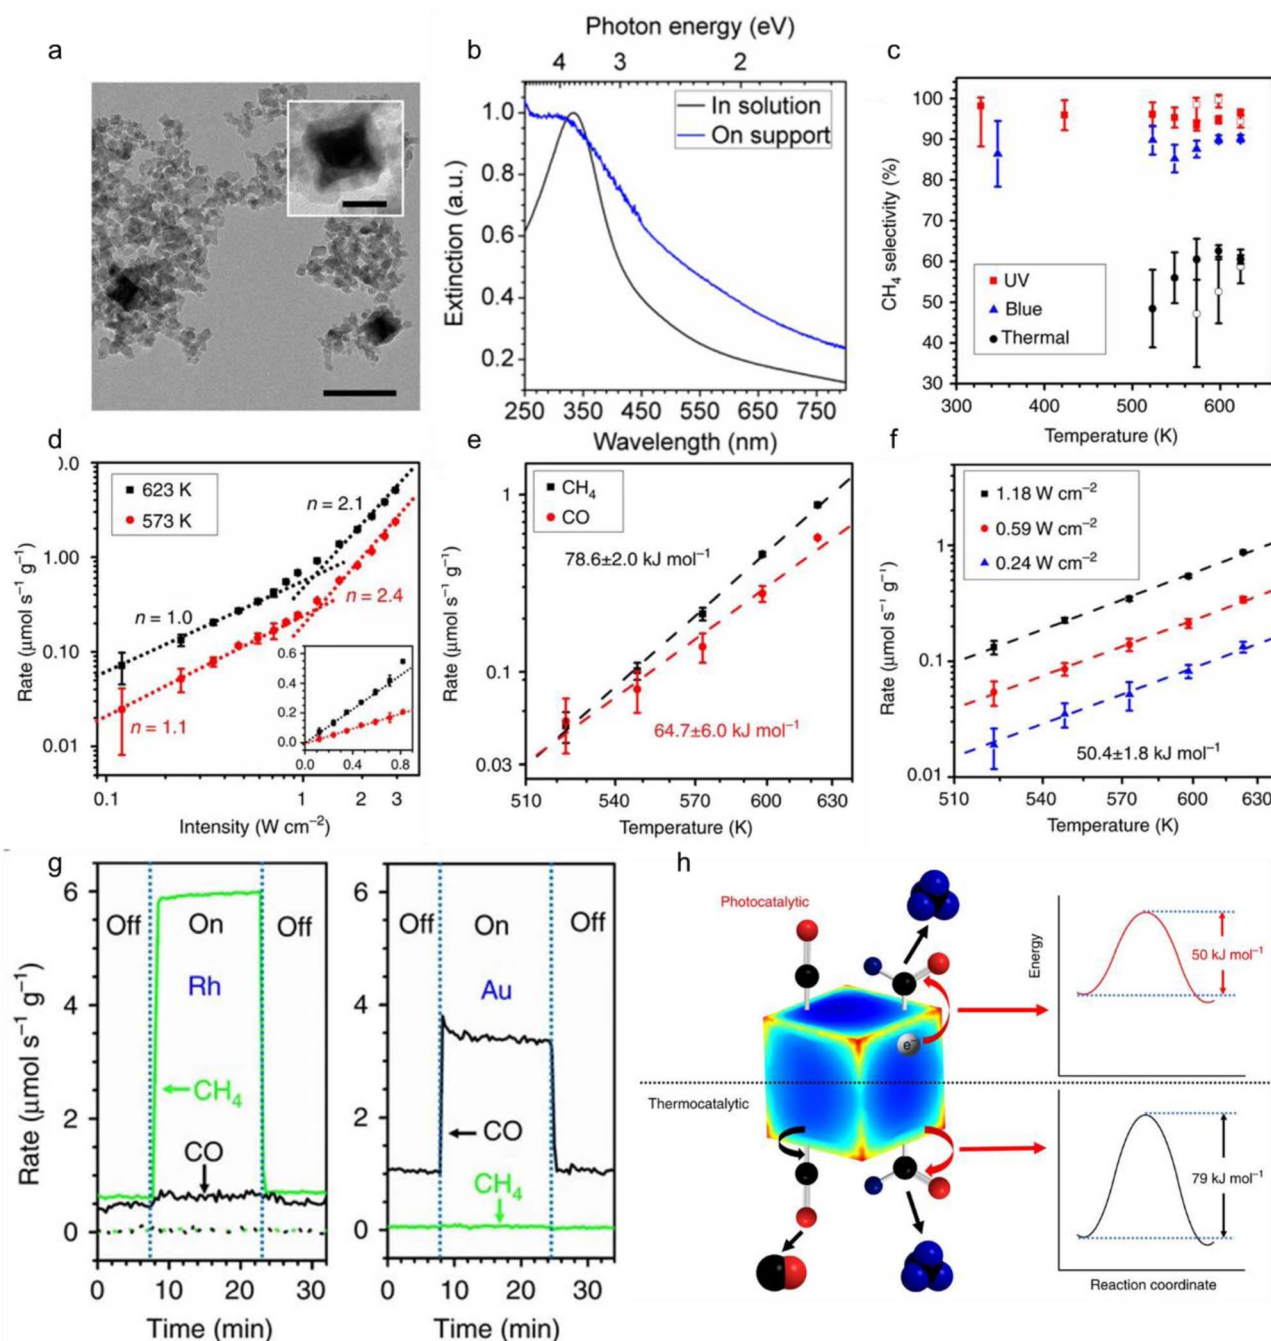 a
b
Photon energy (eV)
4 3 2
In solution
On support
Extinction (a.u.)
1.0
0.8
0.6
0.4
0.2
250 350 450 550 650 750
Wavelength (nm)
c
CH₄ selectivity (%)
100
90
80
70
60
50
40
30
UV
Blue
Thermal
300 400 500 600
Temperature (K)
d
623 K
573 K
n = 2.1
n = 2.4
n = 1.0
n = 1.1
Rate (μmol s⁻¹ g⁻¹)
.0
1.00
0.10
0.01
0.6
0.4
0.2
0.0
0.0 0.4 0.8
0.1 1 2 3
Intensity (W cm⁻²)
e
CH₄
CO
78.6±2.0 kJ mol⁻¹
64.7±6.0 kJ mol⁻¹
Rate (μmol s⁻¹ g⁻¹)
1
0.1
0.03
510 540 570 600 630
Temperature (K)
f
1.18 W cm⁻²
0.59 W cm⁻²
0.24 W cm⁻²
50.4±1.8 kJ mol⁻¹
Rate (μmol s⁻¹ g⁻¹)
1
0.1
0.01
510 540 570 600 630
Temperature (K)
g
Rate (μmol s⁻¹ g⁻¹)
6
4
2
0
Off On Off
Rh
CH₄
CO
0 10 20 30
Time (min)
6
4
2
0
Off On Off
Au
CO
CH₄
0 10 20 30
Time (min)
h
Photocatalytic
e⁻
Thermocatalytic
Energy
50 kJ mol⁻¹
79 kJ mol⁻¹
Reaction coordinate